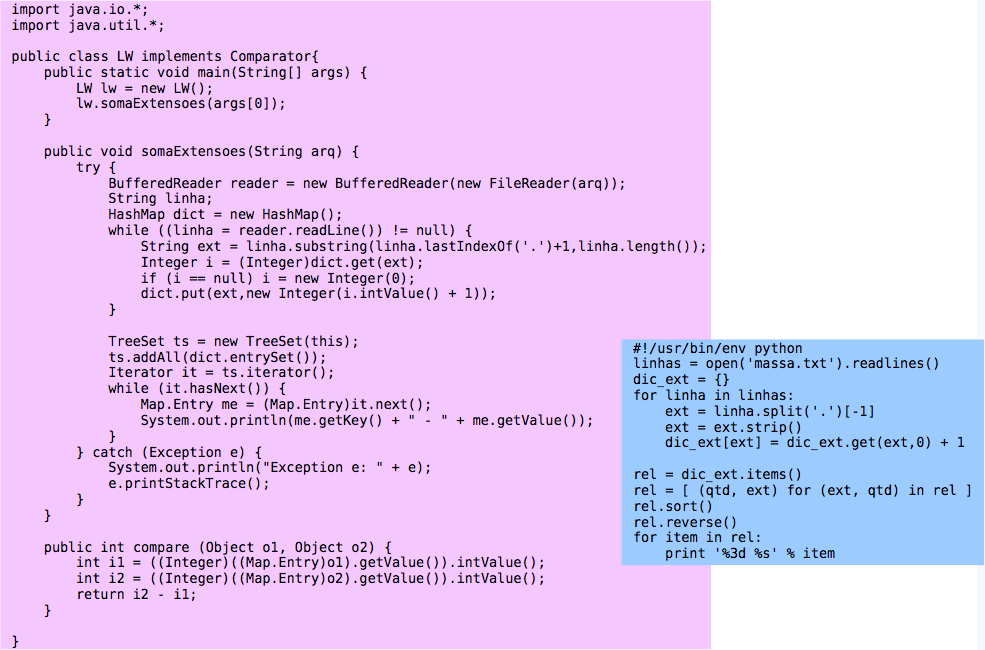 import java.io.*;
import java.util.*;

public class LW implements Comparator{
    public static void main(String[] args) {
        LW lw = new LW();
        lw.somaExtensoes(args[0]);
    }

    public void somaExtensoes(String arq) {
        try {
            BufferedReader reader = new BufferedReader(new FileReader(arq));
            String linha;
            HashMap dict = new HashMap();
            while ((linha = reader.readLine()) != null) {
                String ext = linha.substring(linha.lastIndexOf('.')+1,linha.length());
                Integer i = (Integer)dict.get(ext);
                if (i == null) i = new Integer(0);
                dict.put(ext,new Integer(i.intValue() + 1));
            }

            TreeSet ts = new TreeSet(this);
            ts.addAll(dict.entrySet());
            Iterator it = ts.iterator();
            while (it.hasNext()) {
                Map.Entry me = (Map.Entry)it.next();
                System.out.println(me.getKey() + " - " + me.getValue());
            }
        } catch (Exception e) {
            System.out.println("Exception e: " + e);
            e.printStackTrace();
        }
    }

    public int compare (Object o1, Object o2) {
        int i1 = ((Integer)((Map.Entry)o1).getValue()).intValue();
        int i2 = ((Integer)((Map.Entry)o2).getValue()).intValue();
        return i2 - i1;
    }

}
#!/usr/bin/env python
linhas = open('massa.txt').readlines()
dic_ext = {}
for linha in linhas:
    ext = linha.split('.')[-1]
    ext = ext.strip()
    dic_ext[ext] = dic_ext.get(ext,0) + 1

rel = dic_ext.items()
rel = [ (qtd, ext) for (ext, qtd) in rel ]
rel.sort()
rel.reverse()
for item in rel:
    print '%3d %s' % item